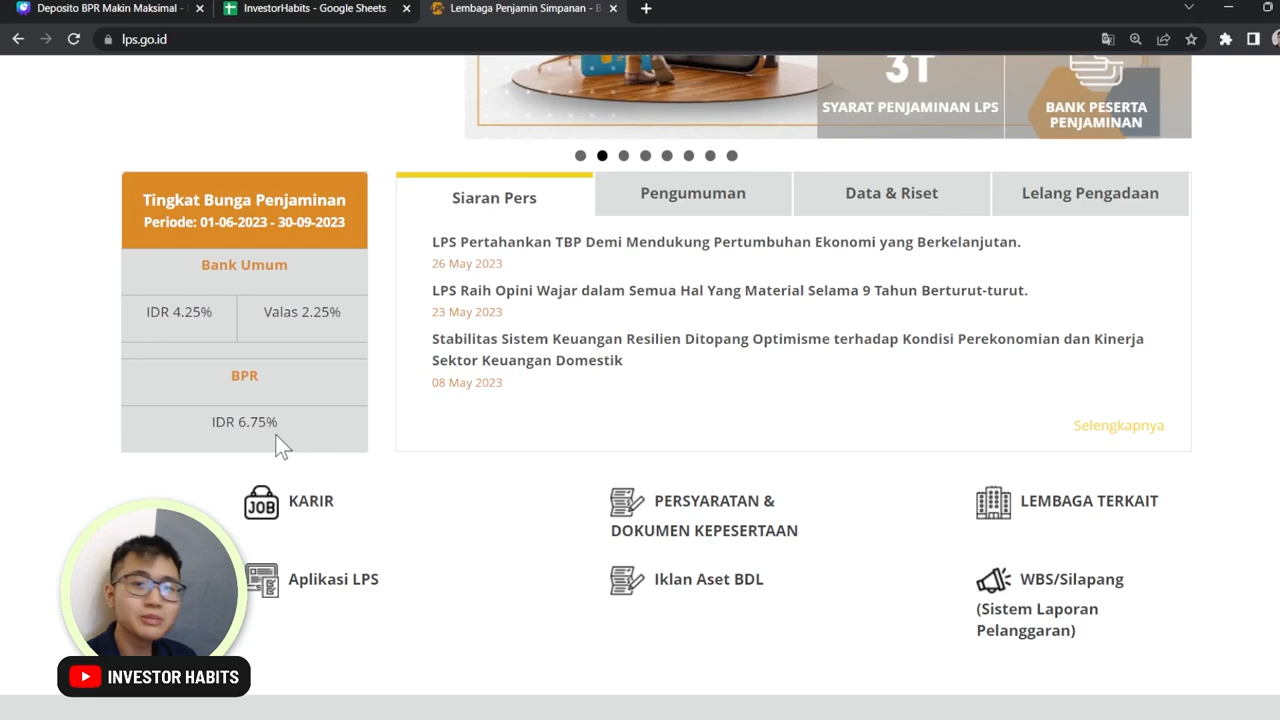 Deposito BPR Makin Maksimal -
InvestorHabits - Google Sheets
Lembaga Penjamin Simpanan - B
lps.go.id
3T
SYARAT PENJAMINAN LPS
BANK PESERTA
PENJAMINAN
Tingkat Bunga Penjaminan
Periode: 01-06-2023 - 30-09-2023
Bank Umum
IDR 4.25%
Valas 2.25%
BPR
IDR 6.75%
Siaran Pers
Pengumuman
Data & Riset
Lelang Pengadaan
LPS Pertahankan TBP Demi Mendukung Pertumbuhan Ekonomi yang Berkelanjutan.
26 May 2023
LPS Raih Opini Wajar dalam Semua Hal Yang Material Selama 9 Tahun Berturut-turut.
23 May 2023
Stabilitas Sistem Keuangan Resilien Ditopang Optimisme terhadap Kondisi Perekonomian dan Kinerja
Sektor Keuangan Domestik
08 May 2023
Selengkapnya
JOB
KARIR
PERSYARATAN &
DOKUMEN KEPESERTAAN
LEMBAGA TERKAIT
Aplikasi LPS
Iklan Aset BDL
WBS/Silapang
(Sistem Laporan
Pelanggaran)
INVESTOR HABITS